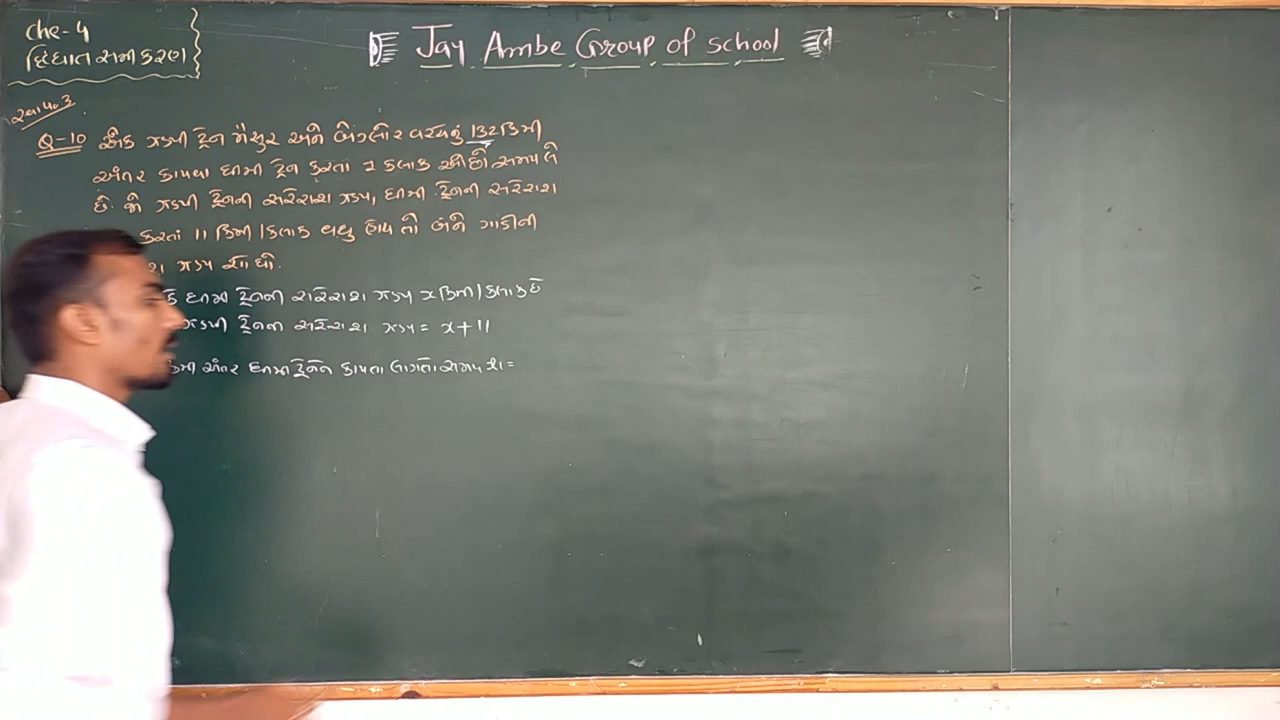 Che-4
દ્વિઘાત સમીકરણ
Jay Ambe Group of School
સ્વા૫.3
Q-10 એક ઝડપી ટ્રેન મૈસુર અને બેંગ્લોર વચ્ચેનું 132 કિમી
અંતર કાપવા ધીમી ટ્રેન કરતા 1 કલાક ઓછો સમય લે
છે. જો ઝડપી ટ્રેનની સરેરાશ ઝડપ, ધીમી ટ્રેનની સરેરાશ
કરતાં 11 કિમી/કલાક વધુ હોય તો બંને ગાડીની
ઝડપ શોધો.
ધીમી ટ્રેનની સરેરાશ ઝડપ x કિમી/કલાક છે
ઝડપી ટ્રેનની સરેરાશ ઝડપ = x+11
અંતર ધીમી ટ્રેનને કાપતા લાગતો સમય t₁=